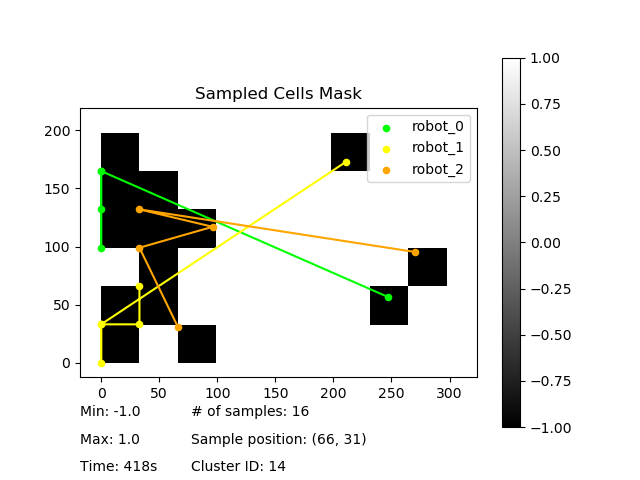 Sampled Cells Mask
robot_0
robot_1
robot_2
200
150
100
50
0
0 50 100 150 200 250 300
1.00
0.75
0.50
0.25
0.00
−0.25
−0.50
−0.75
−1.00
Min: -1.0 # of samples: 16
Max: 1.0 Sample position: (66, 31)
Time: 418s Cluster ID: 14